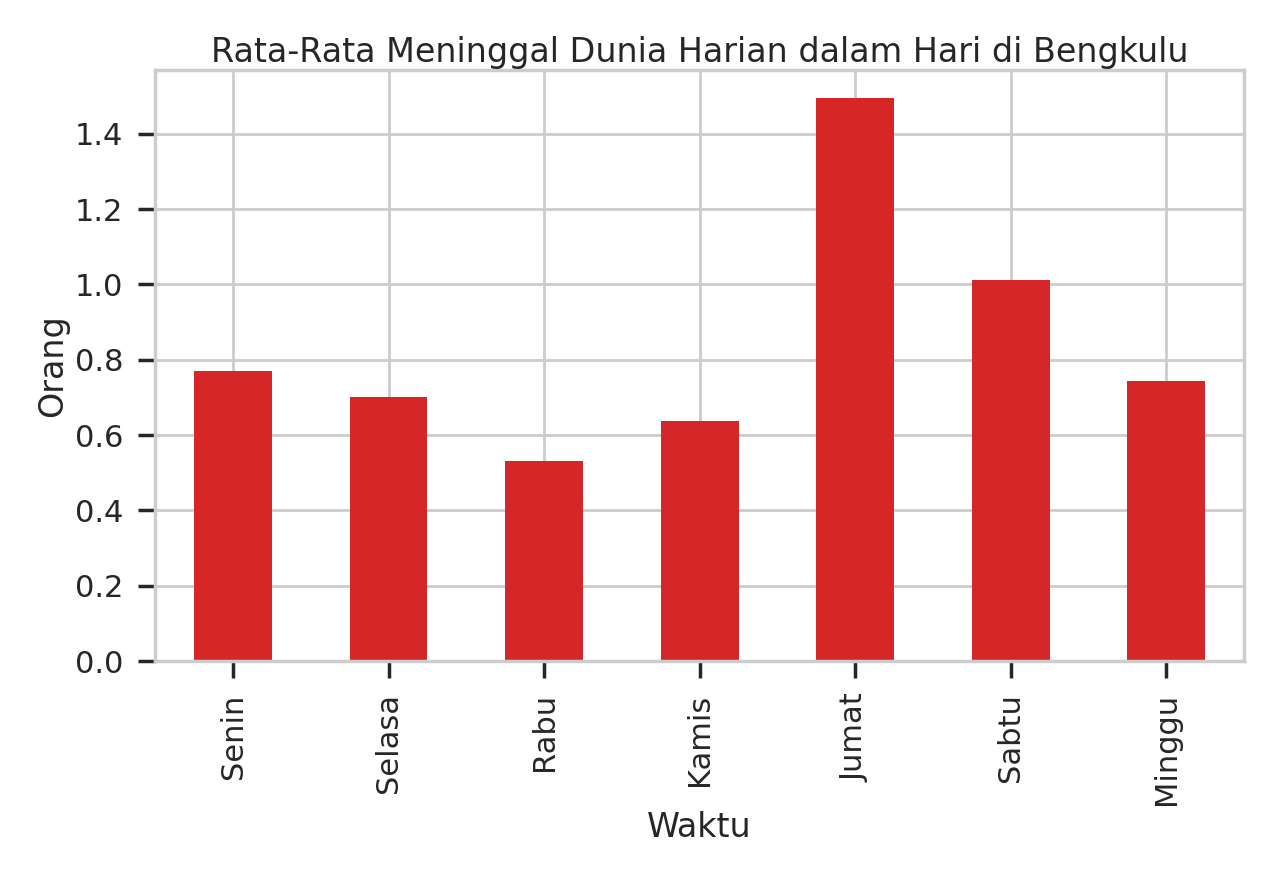 Rata-Rata Meninggal Dunia Harian dalam Hari di Bengkulu
Orang
1.4
1.2
1.0
0.8
0.6
0.4
0.2
0.0
Senin
Selasa
Rabu
Kamis
Jumat
Sabtu
Minggu
Waktu